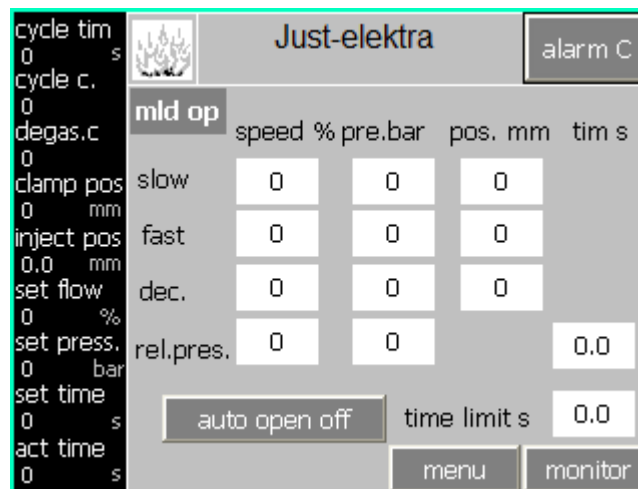 cycle tim
0 s
cycle c.
0
degas.c
0
clamp pos
0 mm
inject pos
0.0 mm
set flow
0 %
set press.
0 bar
set time
0 s
act time
0 s
Just-elektra
alarm C
mld op
speed % pre.bar pos. mm tim s
slow 0 0 0
fast 0 0 0
dec. 0 0 0
rel.pres. 0 0 0.0
auto open off time limit s 0.0
menu monitor